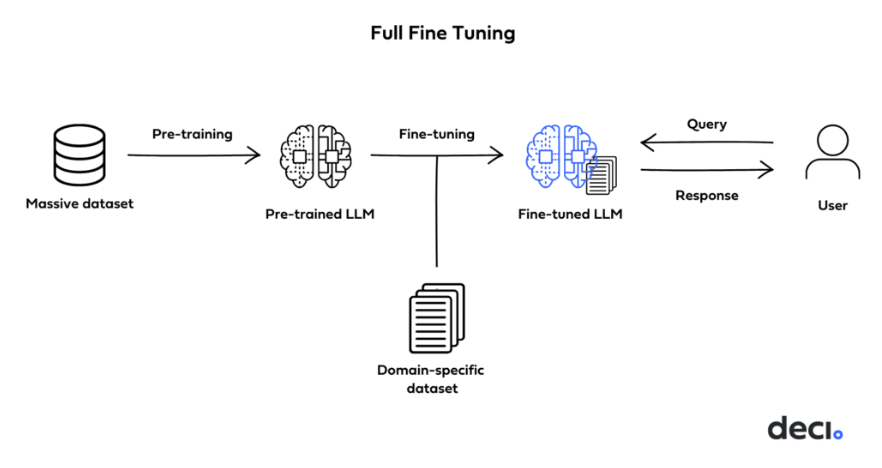 Full Fine Tuning
Pre-training
Fine-tuning
Query
Response
Massive dataset
Pre-trained LLM
Fine-tuned LLM
User
Domain-specific
dataset
deci.